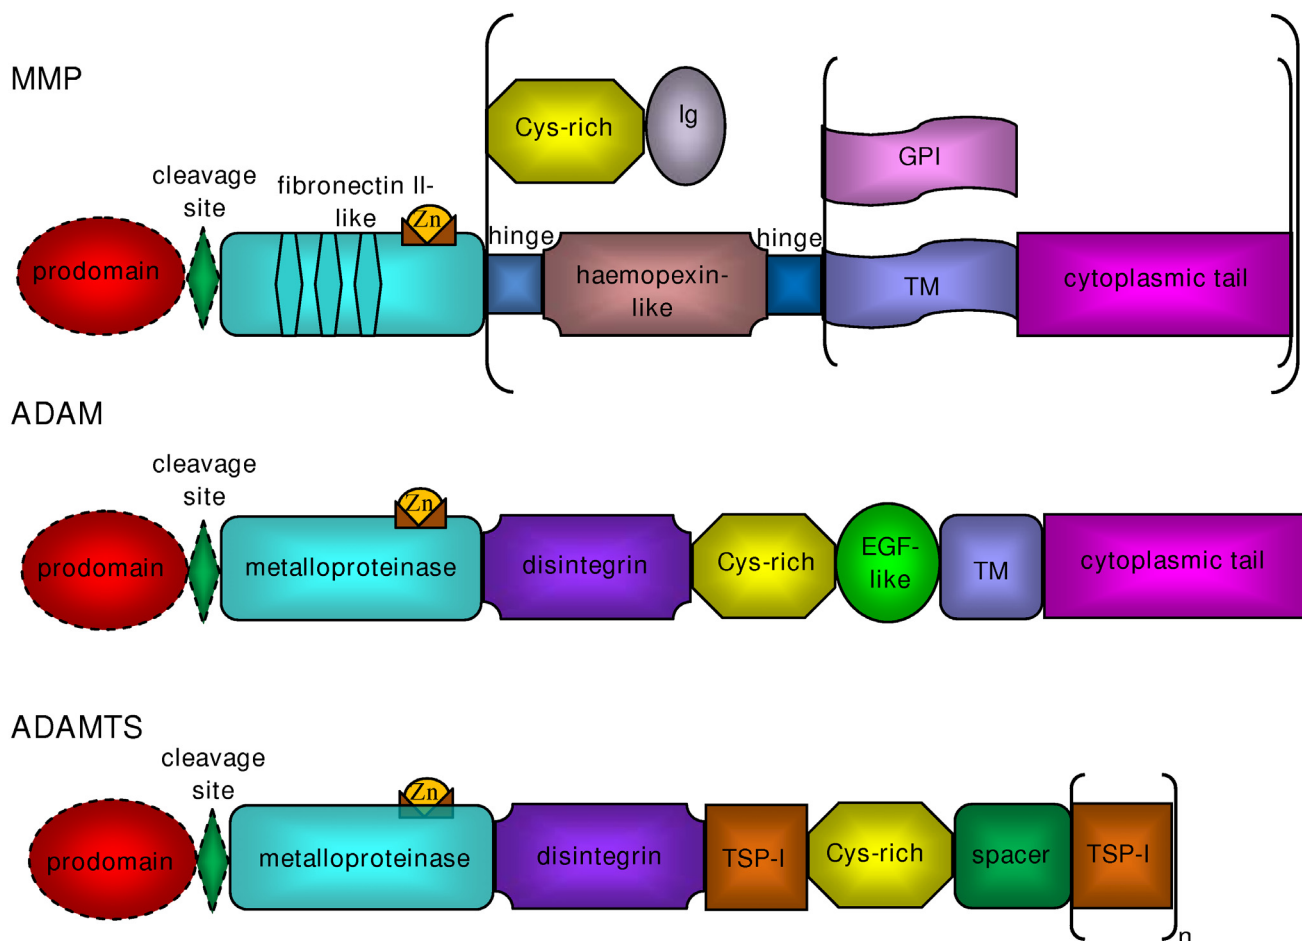 MMP
Cys-rich
Ig
GPI
cleavage
site
fibronectin II-
like
Zn
hinge
hinge
prodomain
haemopexin-
like
TM
cytoplasmic tail
ADAM
cleavage
site
Zn
prodomain
metalloproteinase
disintegrin
Cys-rich
EGF-
like
TM
cytoplasmic tail
ADAMTS
cleavage
site
Zn
prodomain
metalloproteinase
disintegrin
TSP-I
Cys-rich
spacer
TSP-I
n